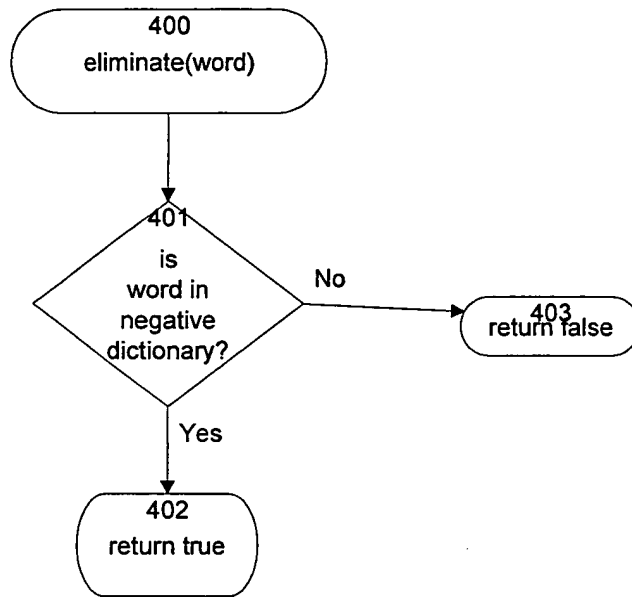 400
eliminate(word)
401
is
word in
negative
dictionary?
No
403
return false
Yes
402
return true